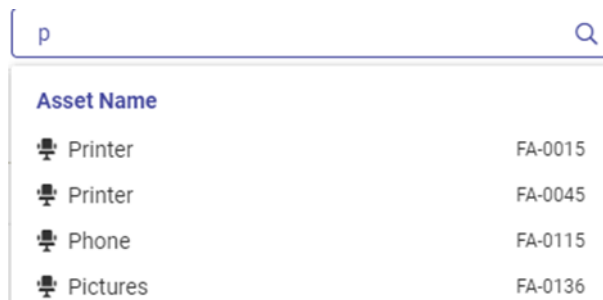 p
Asset Name
Printer FA-0015
Printer FA-0045
Phone FA-0115
Pictures FA-0136